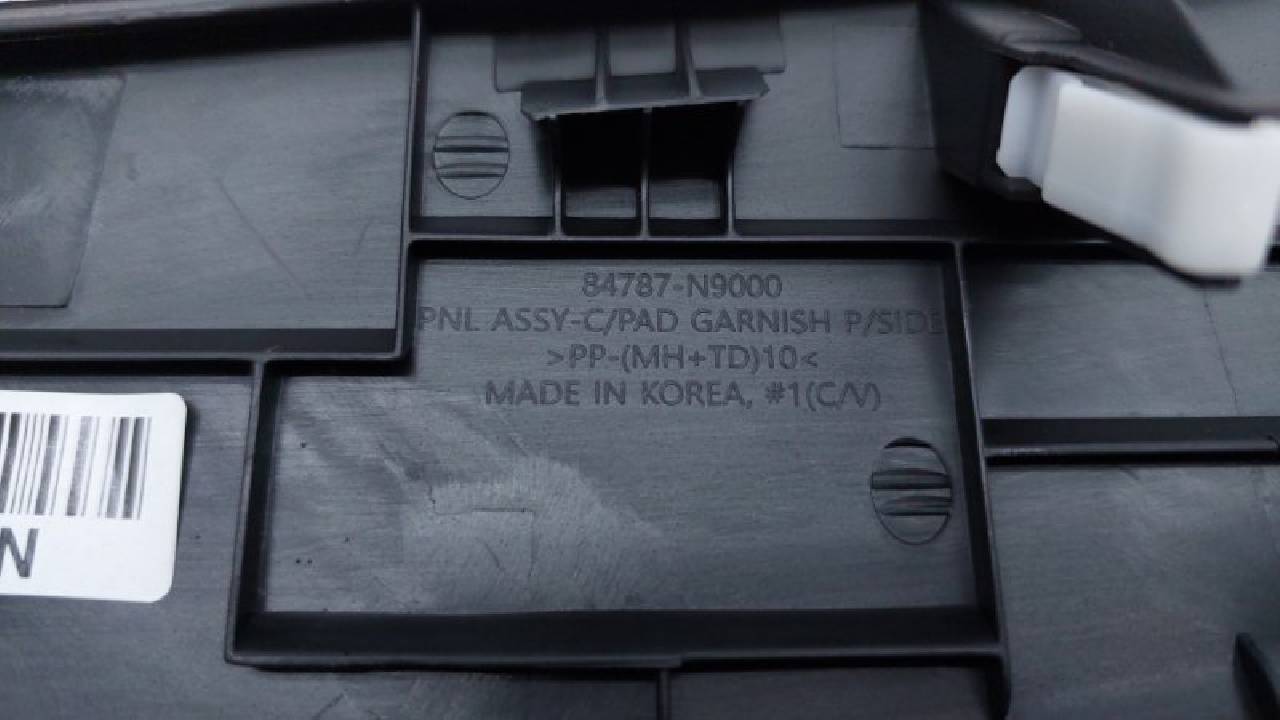 84787-N9000
PNL ASSY-C/PAD GARNISH P/SIDE
>PP-(MH+TD)10<
MADE IN KOREA, #1(C/V)
N